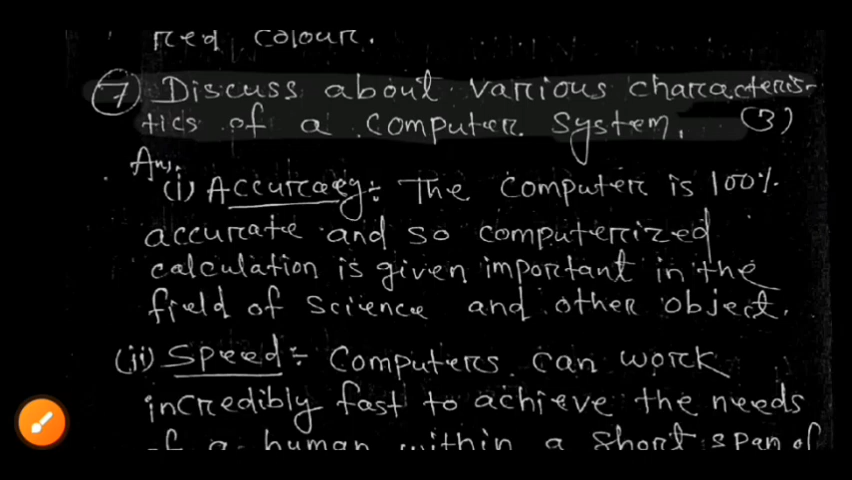 red colour.
7 Discuss about various characteris-
tics of a computer system. (3)
Ans.
(i) Accuracy:- The computer is 100%
accurate and so computerized
calculation is given important in the
field of science and other object.
(ii) Speed:- Computers can work
incredibly fast to achieve the needs
of a human within a short span of